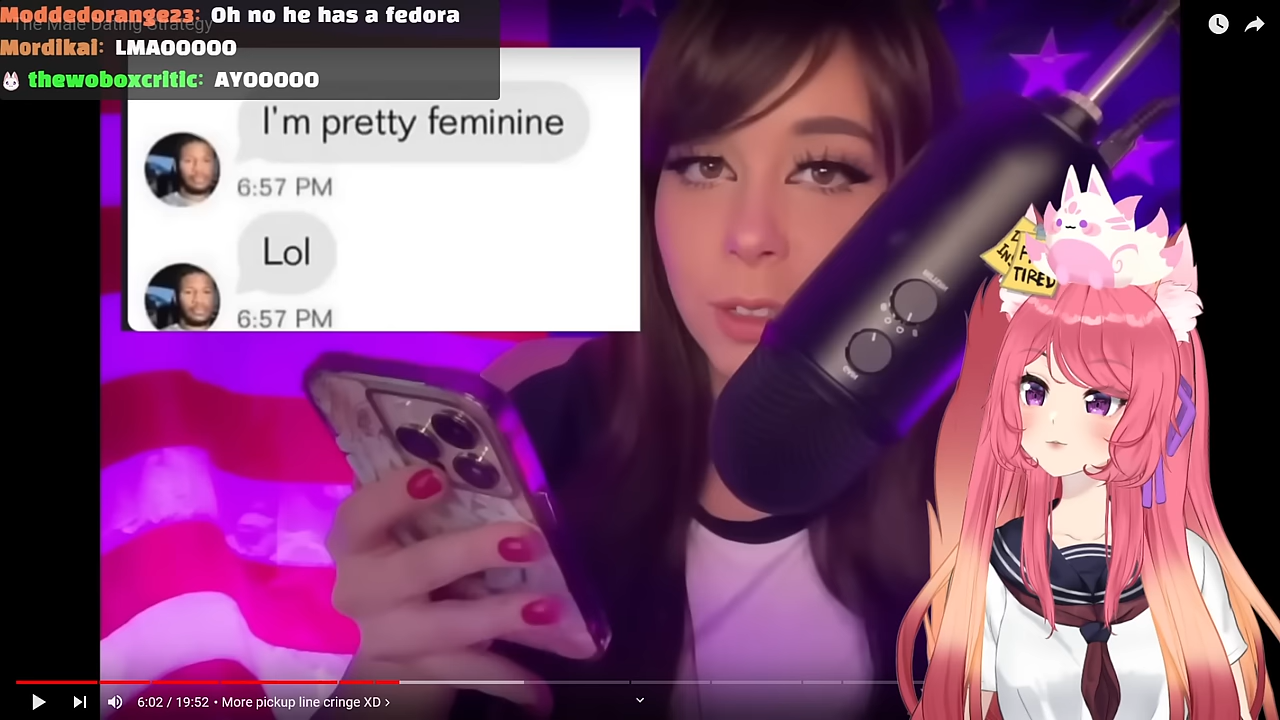 Moddedorange23: Oh no he has a fedora
The Male Dating Strategy
Mordikai: LMAOOOOO
thewoboxcritic: AYOOOOO
I'm pretty feminine
6:57 PM
Lol
6:57 PM
TIRED
6:02 / 19:52 • More pickup line cringe XD ›